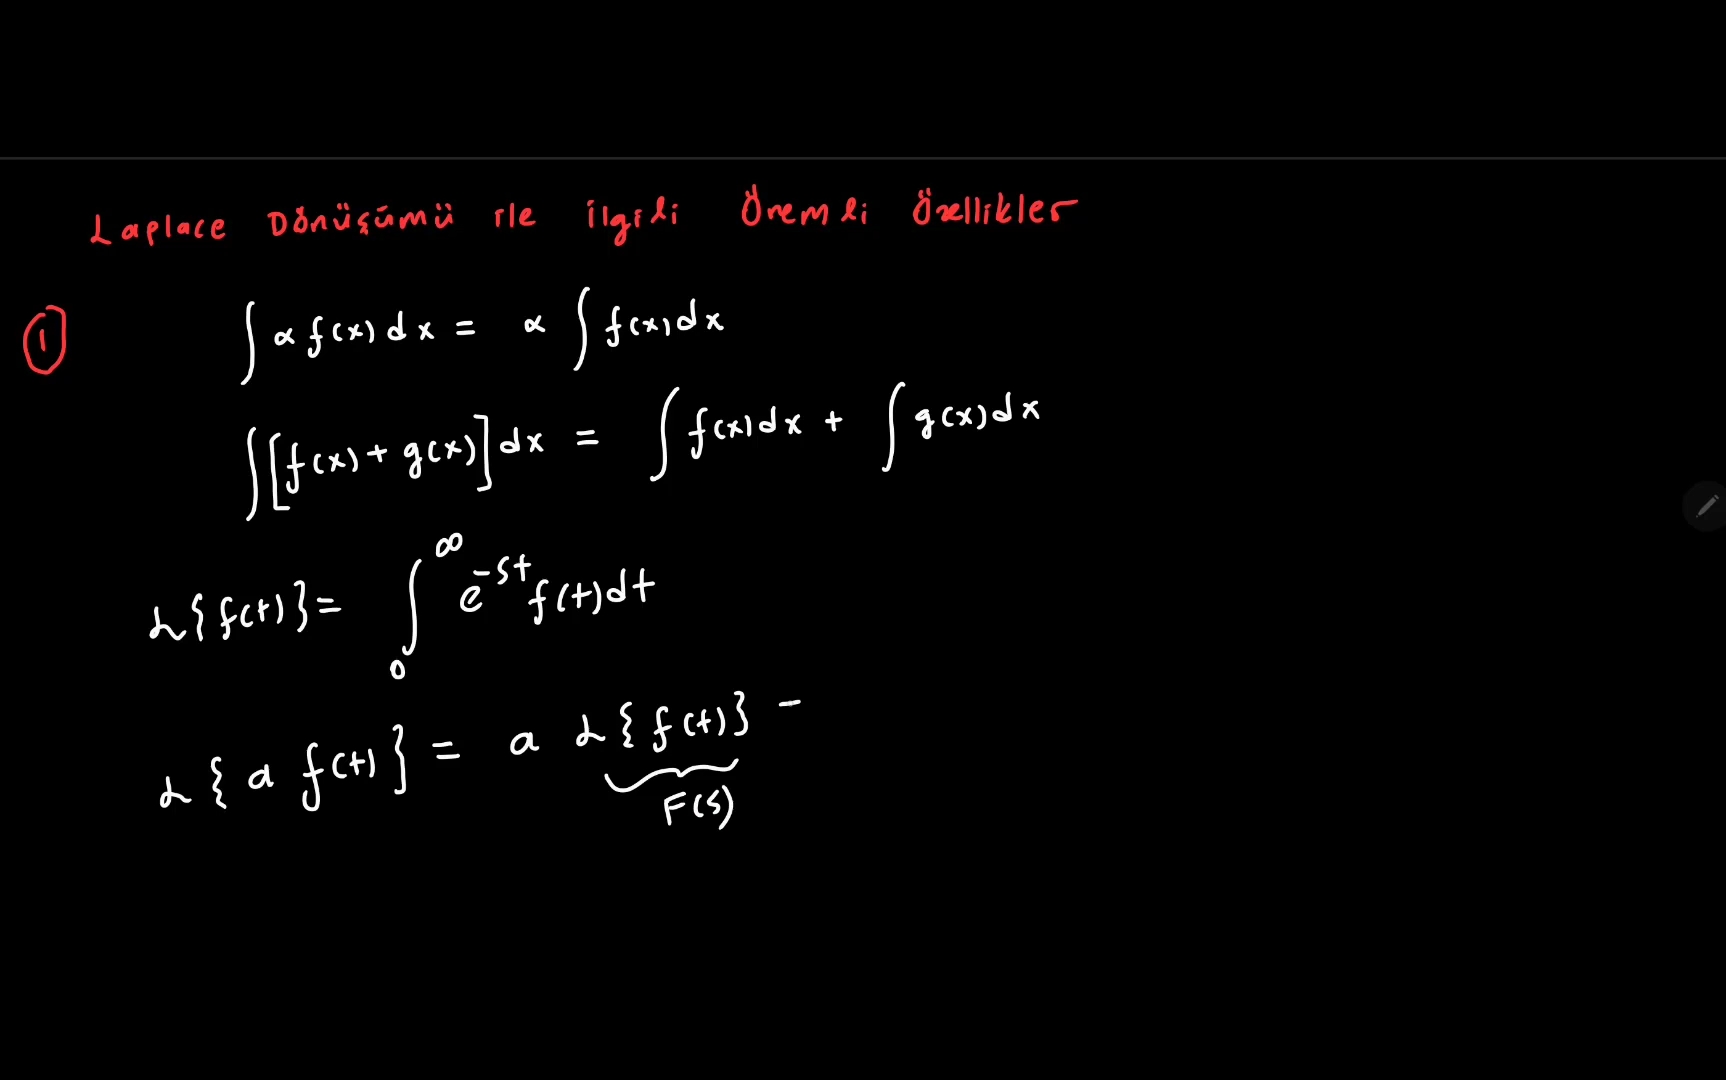 Laplace Dönüşümü ile ilgili Önemli Özellikler
① ∫ α f(x) dx = α ∫ f(x) dx
∫ [f(x) + g(x)] dx = ∫ f(x) dx + ∫ g(x) dx
ℒ{f(t)} = ∫₀^∞ e^{-st} f(t) dt
ℒ{a f(t)} = a ℒ{f(t)} -
F(s)